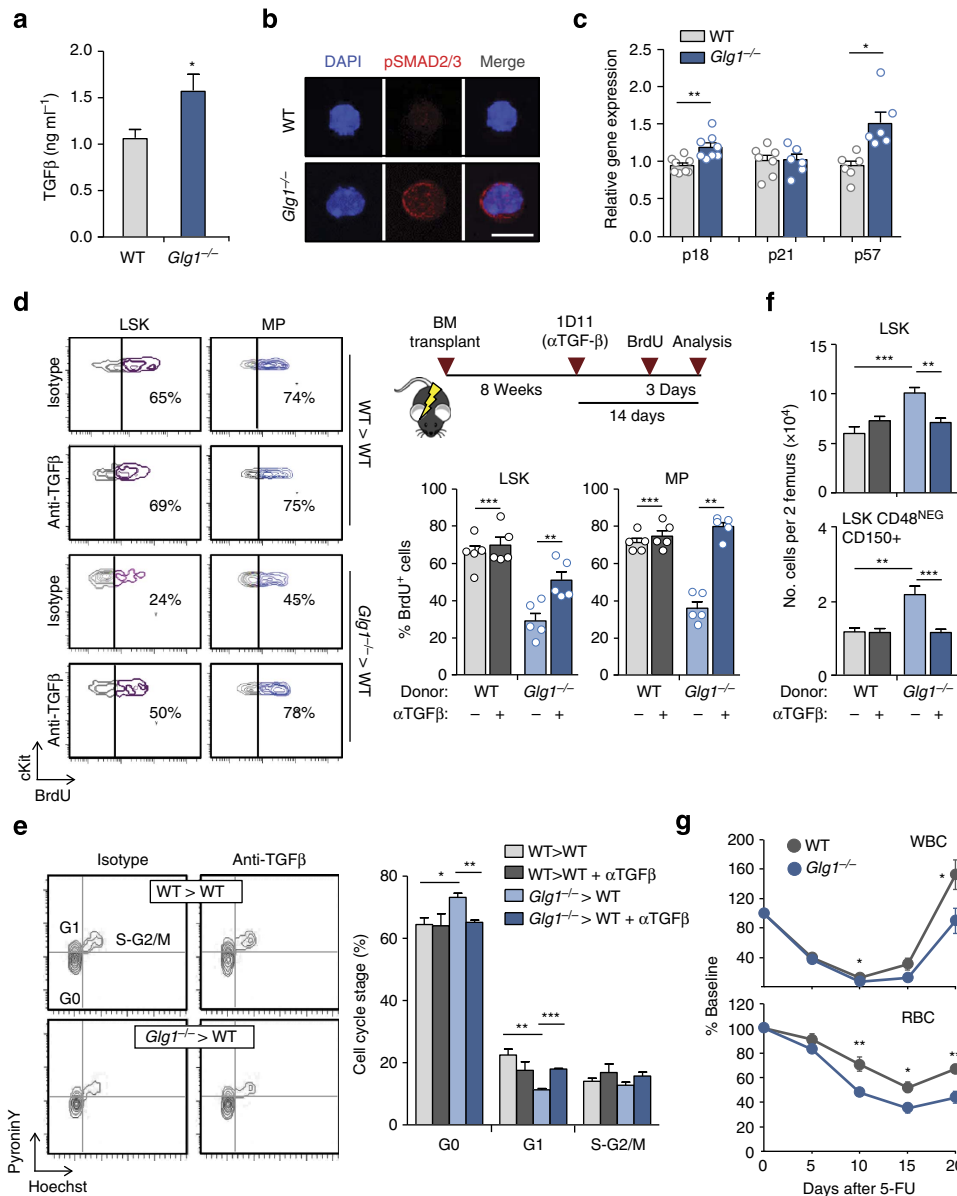 a
TGFβ (ng ml⁻¹)
2.0
1.5
1.0
0.5
0
*
WT
Glg1⁻/⁻
b
DAPI
pSMAD2/3
Merge
WT
Glg1⁻/⁻
c
WT
Glg1⁻/⁻
Relative gene expression
2.5
2.0
1.5
1.0
0.5
0
**
*
p18
p21
p57
d
LSK
MP
Isotype
65%
74%
Anti-TGFβ
69%
75%
WT > WT
Isotype
24%
45%
Anti-TGFβ
50%
78%
Glg1⁻/⁻> WT
cKit
BrdU
BM
transplant
1D11
(αTGF-β)
BrdU
Analysis
8 Weeks
3 Days
14 days
LSK
% BrdU⁺ cells
100
80
60
40
20
0
***
**
MP
100
80
60
40
20
0
***
**
Donor:
WT
Glg1⁻/⁻
WT
Glg1⁻/⁻
αTGFβ:
– + – +
– + – +
f
LSK
15
10
5
0
***
**
No. cells per 2 femurs (×10⁴)
LSK CD48ᴺᴱᴳ
CD150+
4
2
0
**
***
Donor:
WT
Glg1⁻/⁻
αTGFβ:
– + – +
e
Isotype
Anti-TGFβ
WT > WT
G1
S-G2/M
G0
Glg1⁻/⁻> WT
PyroninY
Hoechst
Cell cycle stage (%)
80
60
40
20
0
WT>WT
WT>WT + αTGFβ
Glg1⁻/⁻> WT
Glg1⁻/⁻> WT + αTGFβ
*
**
**
***
G0
G1
S-G2/M
g
WT
Glg1⁻/⁻
WBC
200
160
120
80
40
0
*
*
% Baseline
RBC
100
80
60
40
20
0
**
*
**
0
5
10
15
20
Days after 5-FU